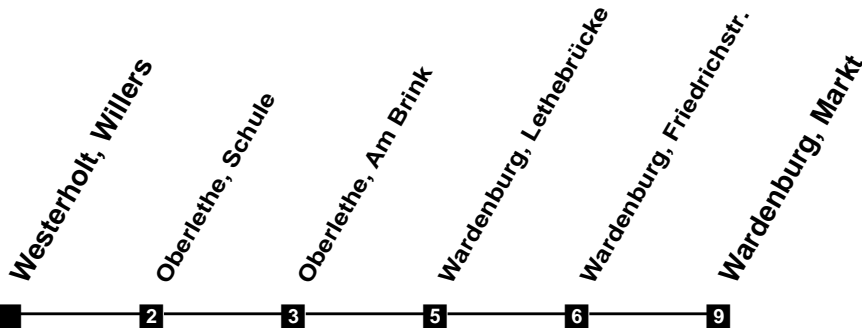 Westerholt, Willers
Oberlethe, Schule
Oberlethe, Am Brink
Wardenburg, Lethebrücke
Wardenburg, Friedrichstr.
Wardenburg, Markt
2
3
5
6
9